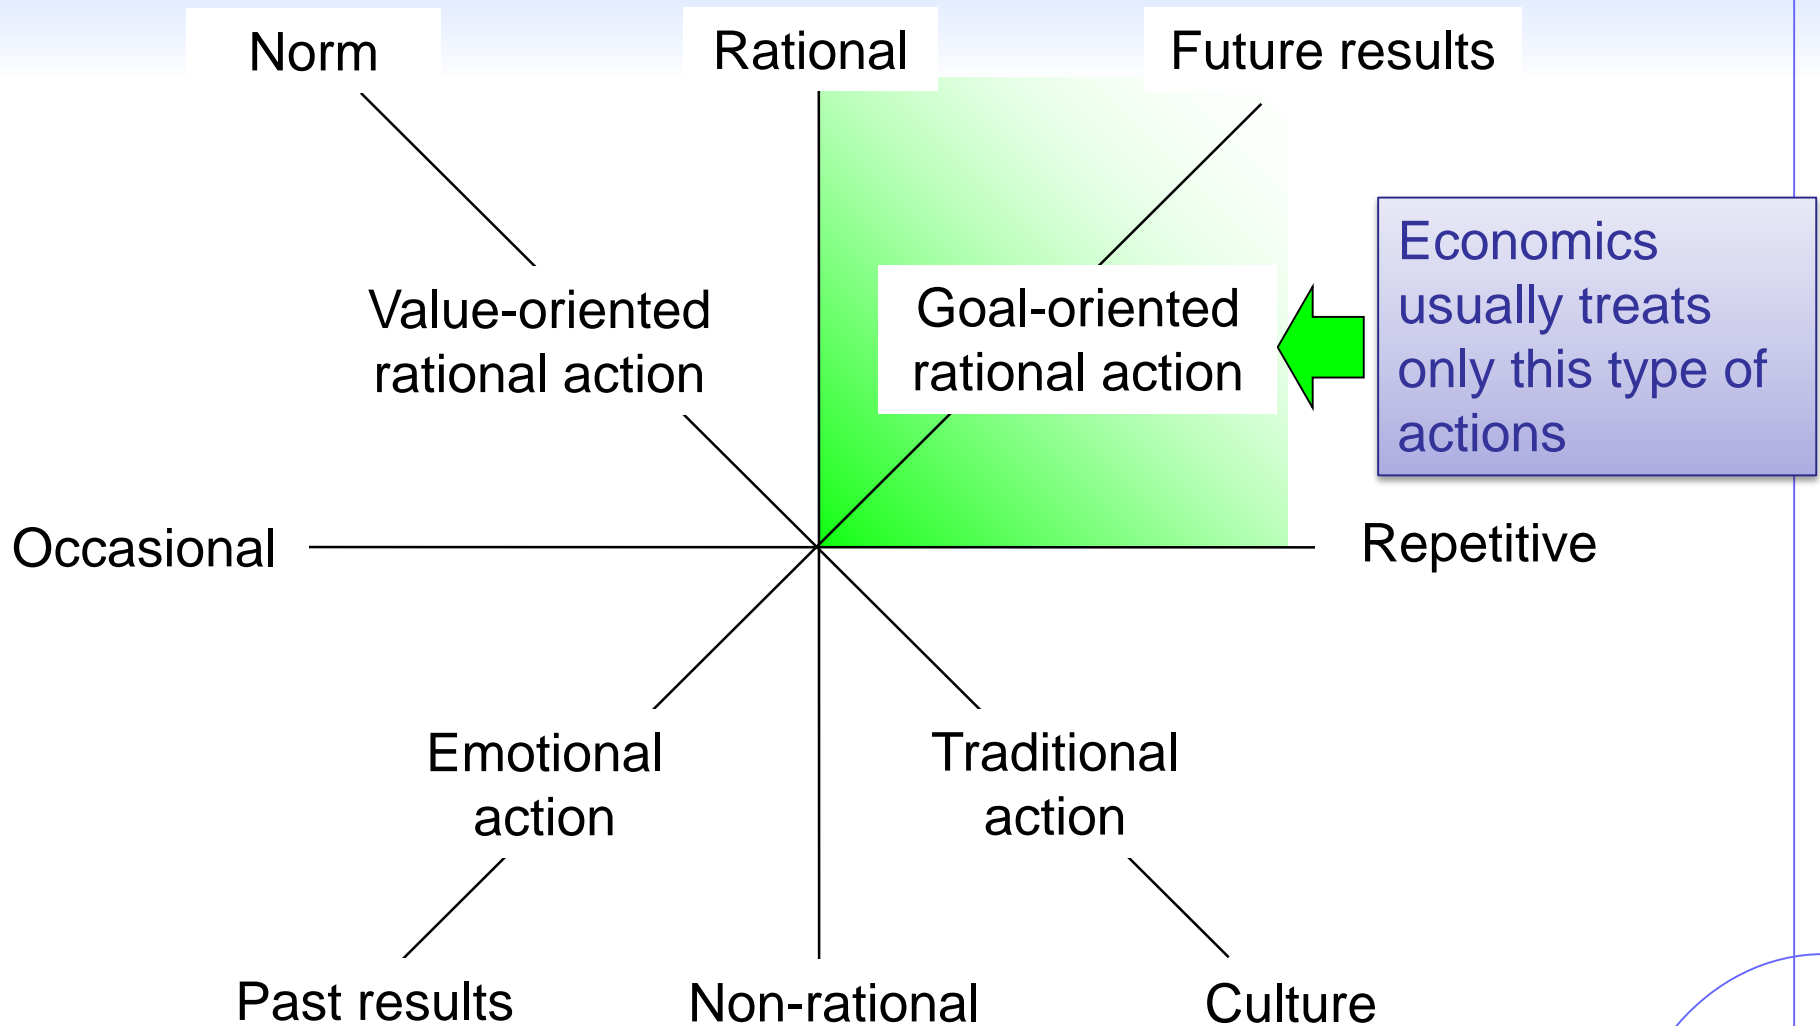 Norm
Rational
Future results
Value-oriented
rational action
Goal-oriented
rational action
Economics
usually treats
only this type of
actions
Occasional
Repetitive
Emotional
action
Traditional
action
Past results
Non-rational
Culture